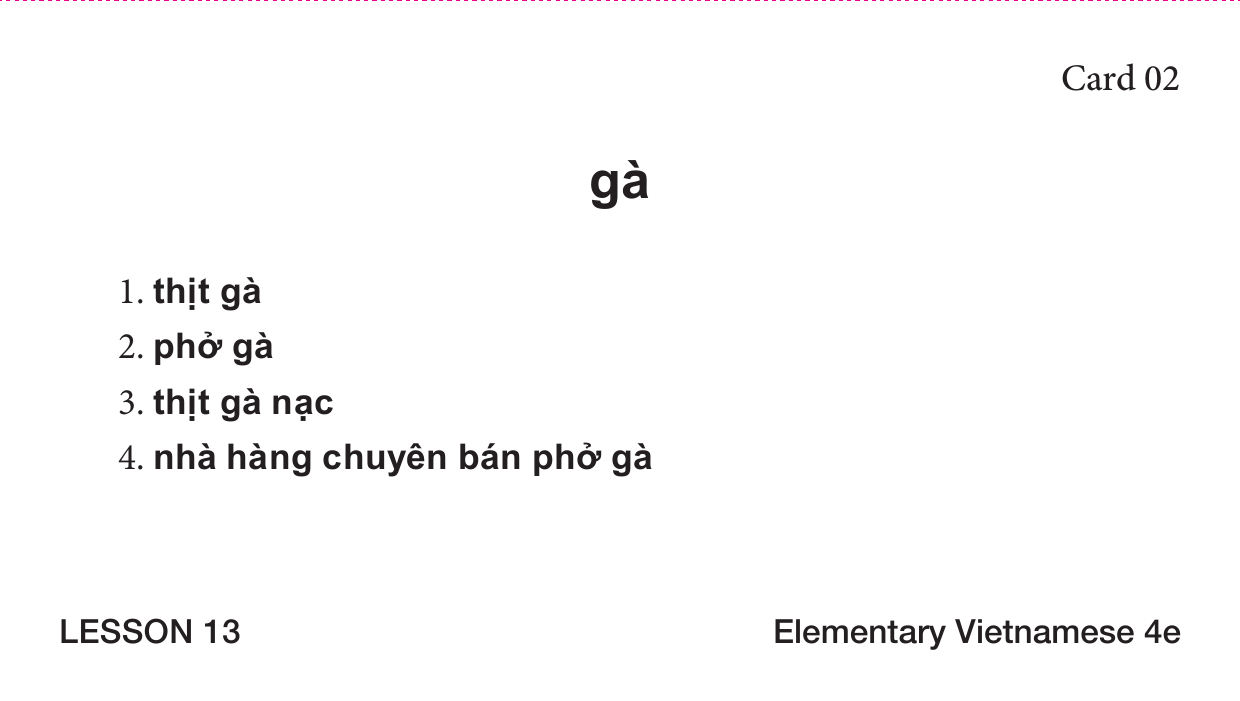 Card 02
gà
1. thịt gà
2. phở gà
3. thịt gà nạc
4. nhà hàng chuyên bán phở gà
LESSON 13
Elementary Vietnamese 4e